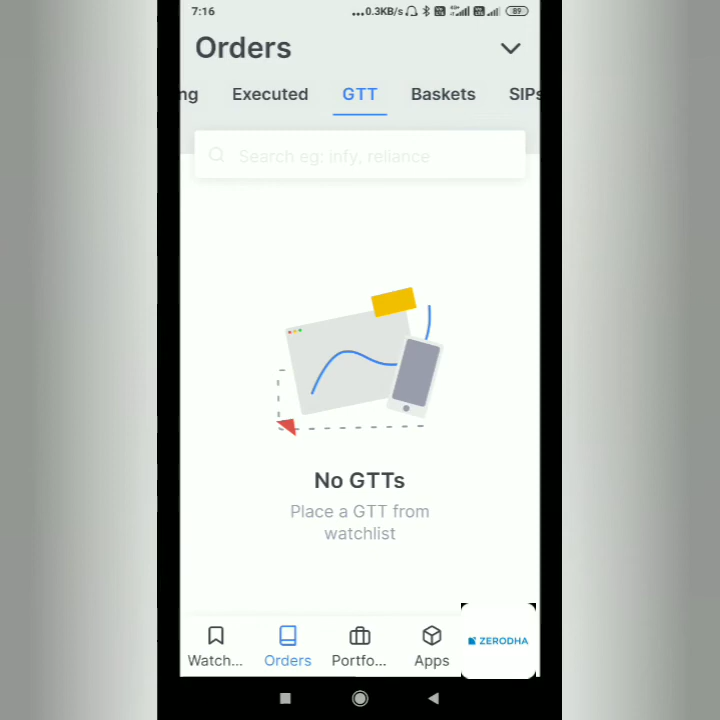 7:16 ...0.3KB/s 89
Orders
ng Executed GTT Baskets SIPs
Search eg: infy, reliance
No GTTs
Place a GTT from
watchlist
ZERODHA
Watch... Orders Portfo... Apps